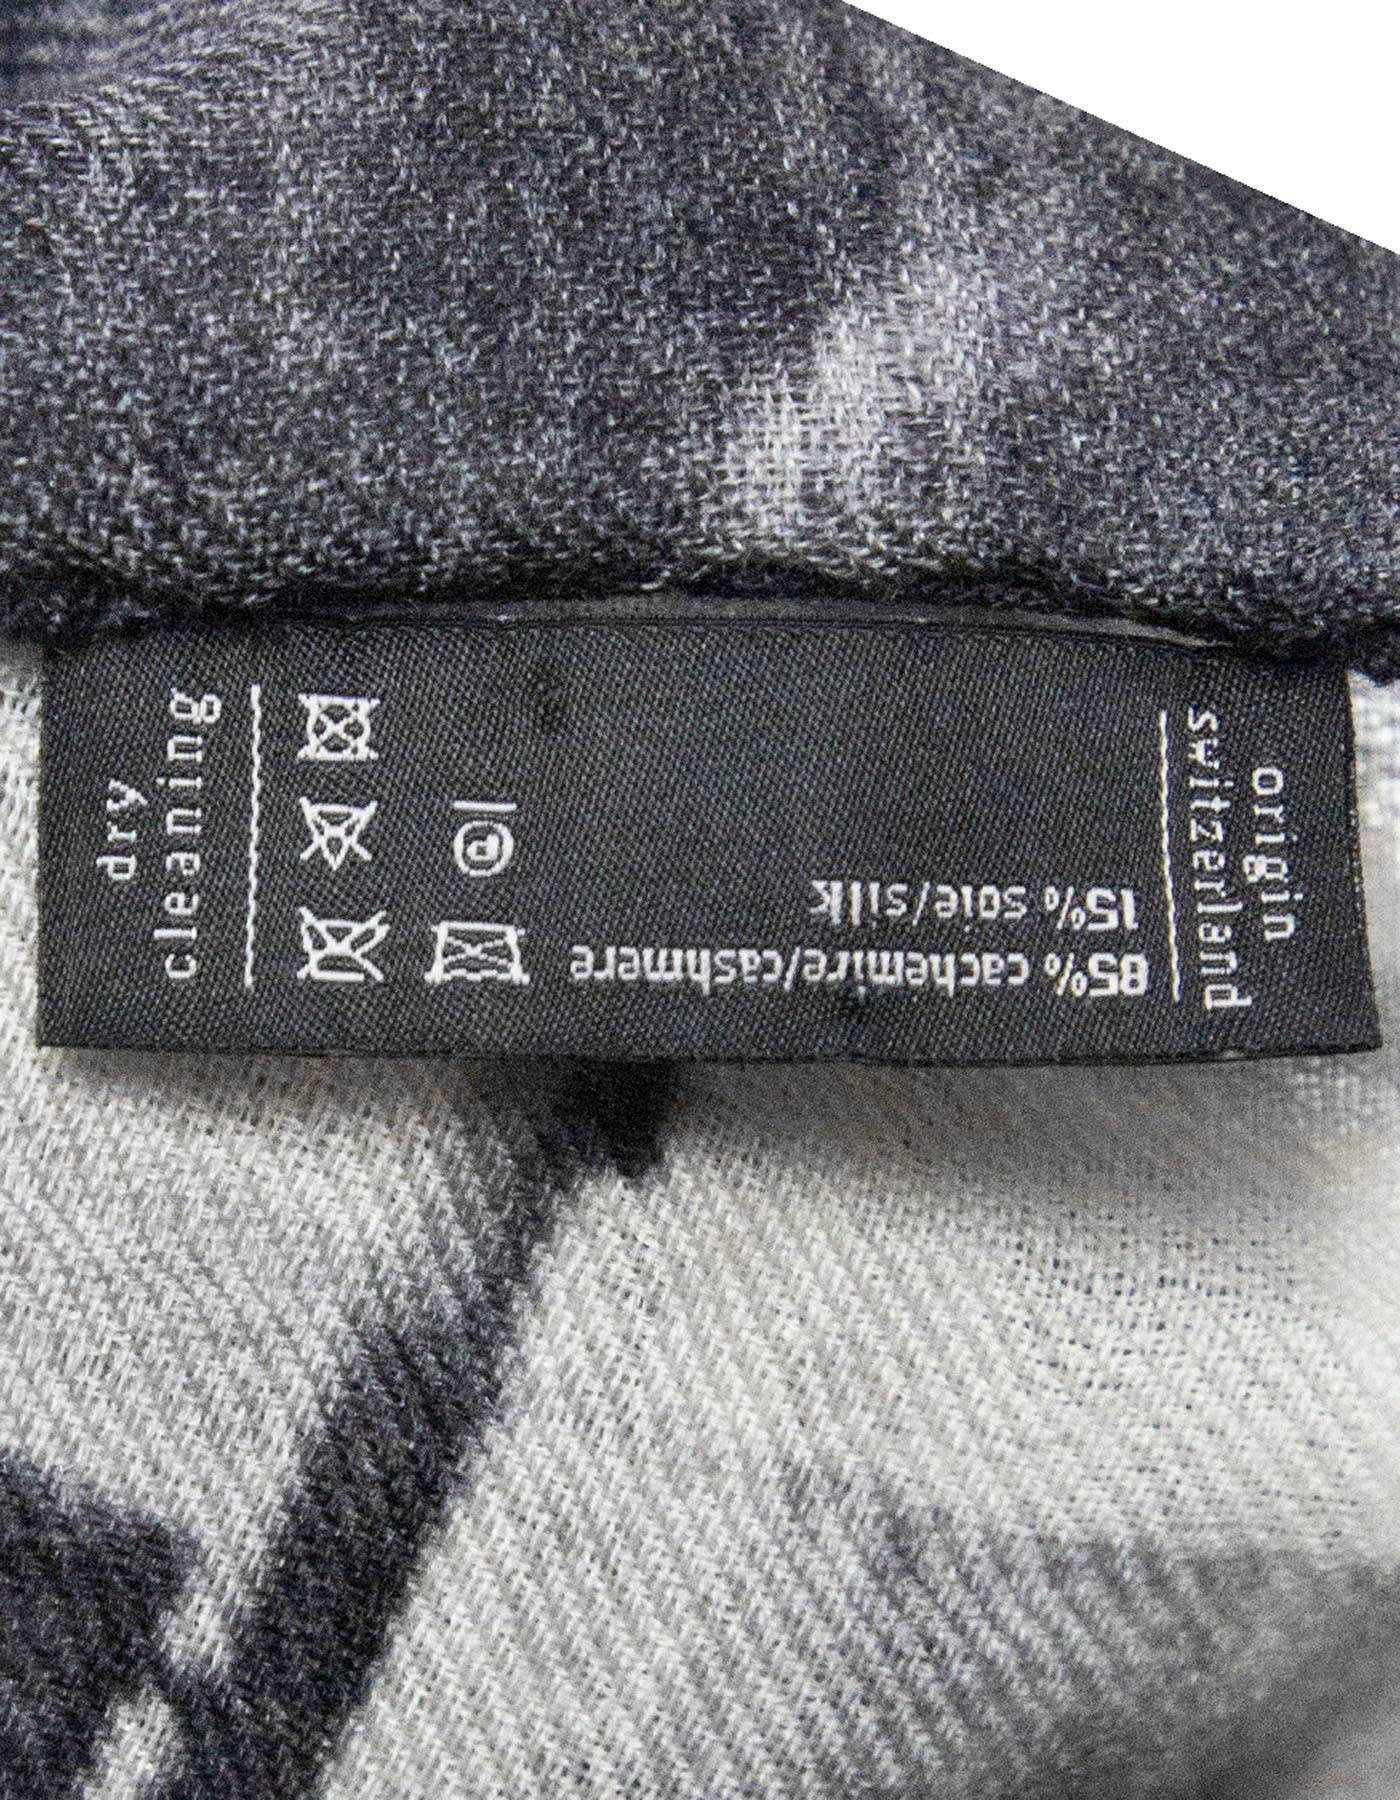 dry
cleaning
P
85% cachemire/cashmere
15% soie/silk
origin
switzerland